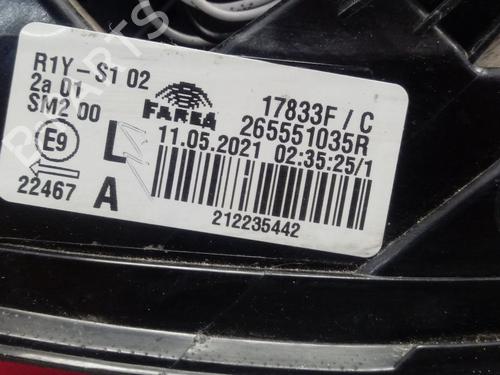 R1Y-S1 02
2a 01
SM2 00
FARBA
17833F / C
265551035R
11.05.2021 02:35:25/1
E9
L
22467
A
212235442